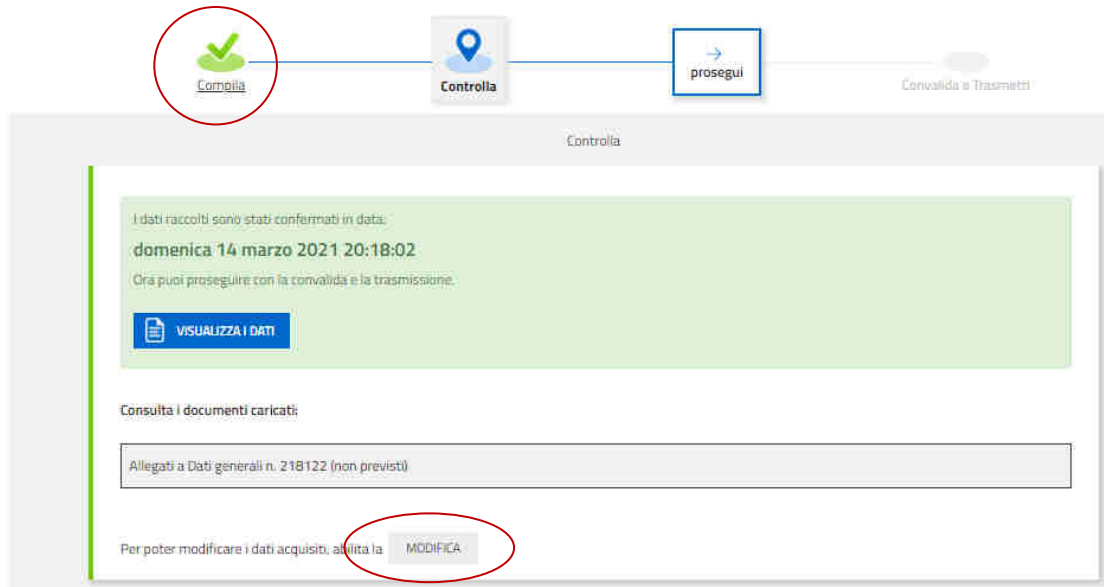 Compila
Controlla
→
prosegui
Convalida e Trasmetti
Controlla
I dati raccolti sono stati confermati in data:
domenica 14 marzo 2021 20:18:02
Ora puoi proseguire con la convalida e la trasmissione.
VISUALIZZA I DATI
Consulta i documenti caricati:
Allegati a Dati generali n. 218122 (non previsti)
Per poter modificare i dati acquisiti, abilita la MODIFICA